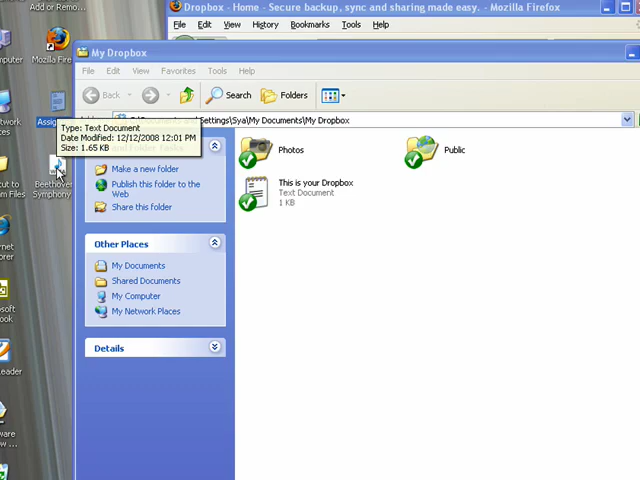 Add or Remo...
Dropbox - Home - Secure backup, sync and sharing made easy. - Mozilla Firefox
File Edit View History Bookmarks Tools Help
Mozilla Fire
My Dropbox
File Edit View Favorites Tools Help
Back Search Folders
Settings\Sya\My Documents\My Dropbox
Type: Text Document
Date Modified: 12/12/2008 12:01 PM
Size: 1.65 KB
Make a new folder
Publish this folder to the
Web
Share this folder
Other Places
My Documents
Shared Documents
My Computer
My Network Places
Details
Photos
Public
This is your Dropbox
Text Document
1 KB
Beethov
Symphony